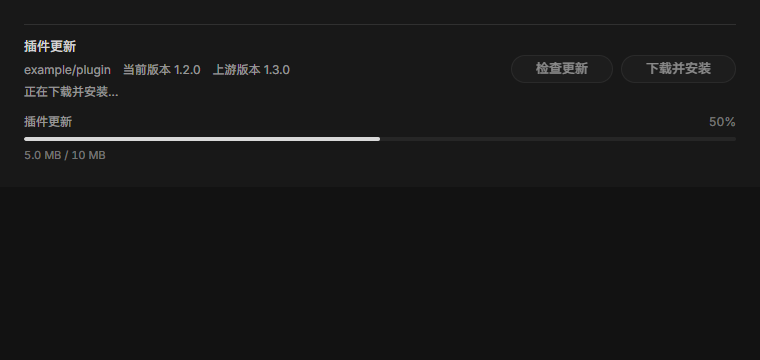 插件更新
example/plugin 当前版本 1.2.0 上游版本 1.3.0
检查更新 下载并安装
正在下载并安装...
插件更新 50%
5.0 MB / 10 MB